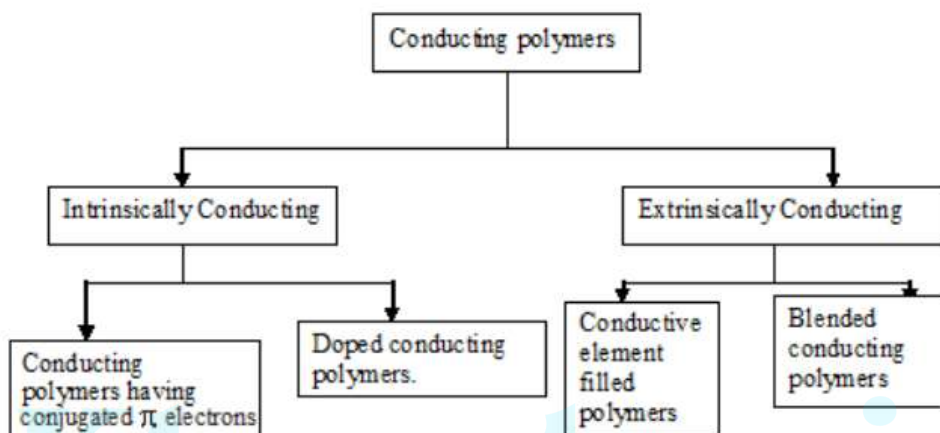 Conducting polymers
Intrinsically Conducting
Extrinsically Conducting
Conducting
polymers having
conjugated π electrons
Doped conducting
polymers.
Conductive
element
filled
polymers
Blended
conducting
polymers